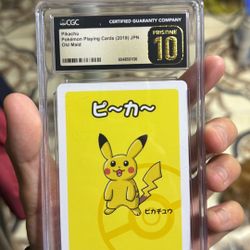 CGC
CERTIFIED GUARANTY COMPANY
Pikachu
Pokémon Playing Cards (2019) JPN
Old Maid
PRISTINE
10
ピ〜カ〜
ピカチュウ